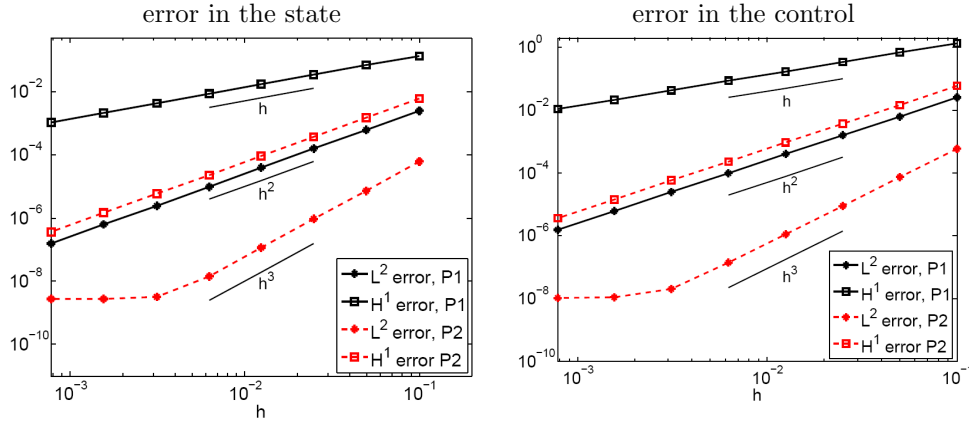 error in the state
10^-2
10^-4
10^-6
10^-8
10^-10
h
h^2
h^3
L^2 error, P1
H^1 error, P1
L^2 error, P2
H^1 error P2
10^-3 10^-2 10^-1
h
error in the control
10^0
10^-2
10^-4
10^-6
10^-8
10^-10
h
h^2
h^3
L^2 error, P1
H^1 error, P1
L^2 error, P2
H^1 error P2
10^-3 10^-2 10^-1
h